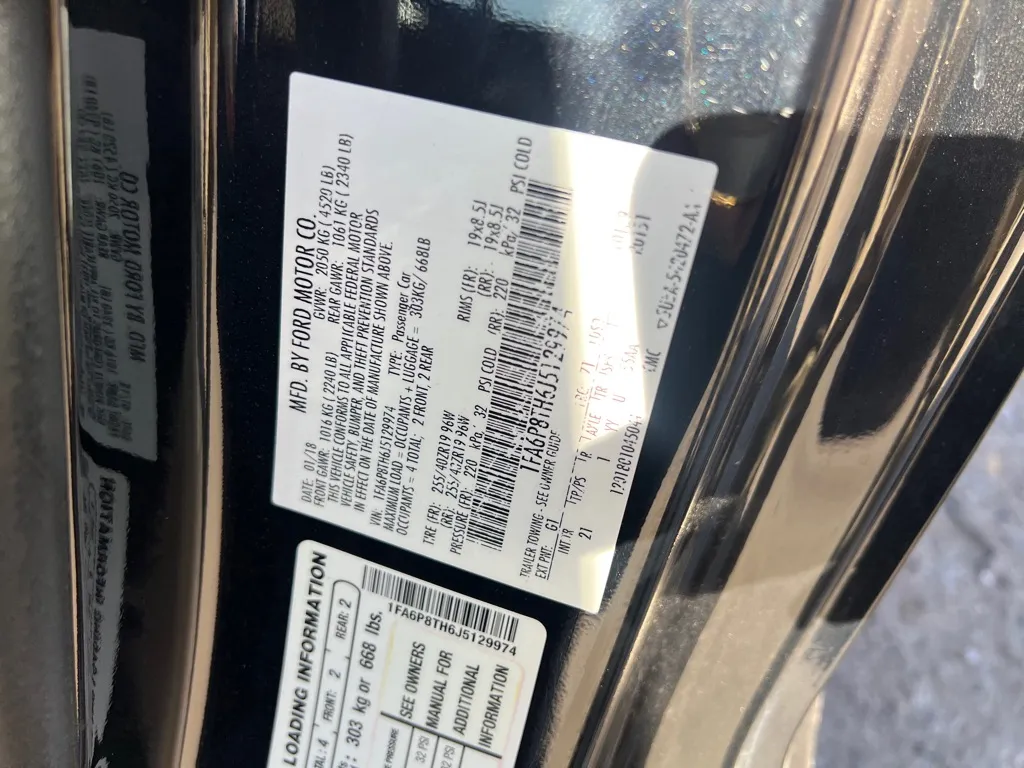 MFD. BY FORD MOTOR CO.
DATE: 01/18 GVWR: 2050 KG ( 4520 LB)
FRONT GAWR: 1016 KG ( 2240 LB) REAR GAWR: 1061 KG ( 2340 LB)
THIS VEHICLE CONFORMS TO ALL APPLICABLE FEDERAL MOTOR
VEHICLE SAFETY, BUMPER, AND THEFT PREVENTION STANDARDS
IN EFFECT ON THE DATE OF MANUFACTURE SHOWN ABOVE.
VIN: 1FA6P8TH6J5129974 TYPE: Passenger Car
MAXIMUM LOAD = OCCUPANTS + LUGGAGE = 303KG/ 668LB
OCCUPANTS = 4 TOTAL; 2 FRONT, 2 REAR
TIRE (FR): 255/40ZR19 96W RIMS (FR): 19x8.5J
(RR): 255/40ZR19 96W (RR): 19x8.5J
PRESSURE (FR): 220 kPa: 32 PSI COLD (RR): 220 kPa: 32 PSI COLD
1FA6P8TH6J5129974
TRAILER TOWING - SEE OWNER GUIDE
EXT PNT: G1
INT TR TP/PS
21
SMC
LOADING INFORMATION
FRONT: 2 REAR: 2
303 kg or 668 lbs.
1FA6P8TH6J5129974
PRESSURE
32 PSI
32 PSI
SEE OWNERS
MANUAL FOR
ADDITIONAL
INFORMATION